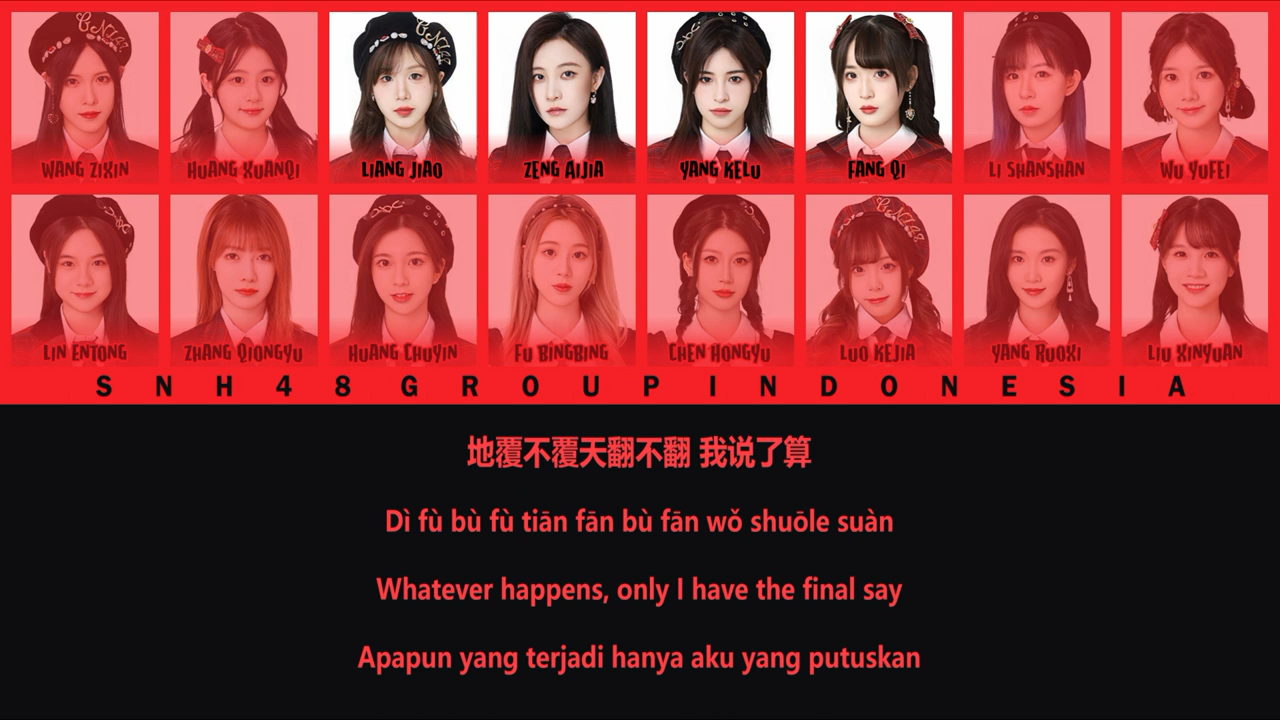 WANG ZIXIN HUANG XUANQI LIANG JIAO ZENG AIJIA YANG KELU FANG QI LI SHANSHAN WU YUFEI
LIN ENTONG ZHANG QIONGYU HUANG CHUYIN FU BINGBING CHEN HONGYU LUO KEJIA YANG RUOXI LIU XINYUAN
SNH48GROUPINDONESIA
地覆不覆天翻不翻 我说了算
Dì fù bù fù tiān fān bù fān wǒ shuōle suàn
Whatever happens, only I have the final say
Apapun yang terjadi hanya aku yang putuskan